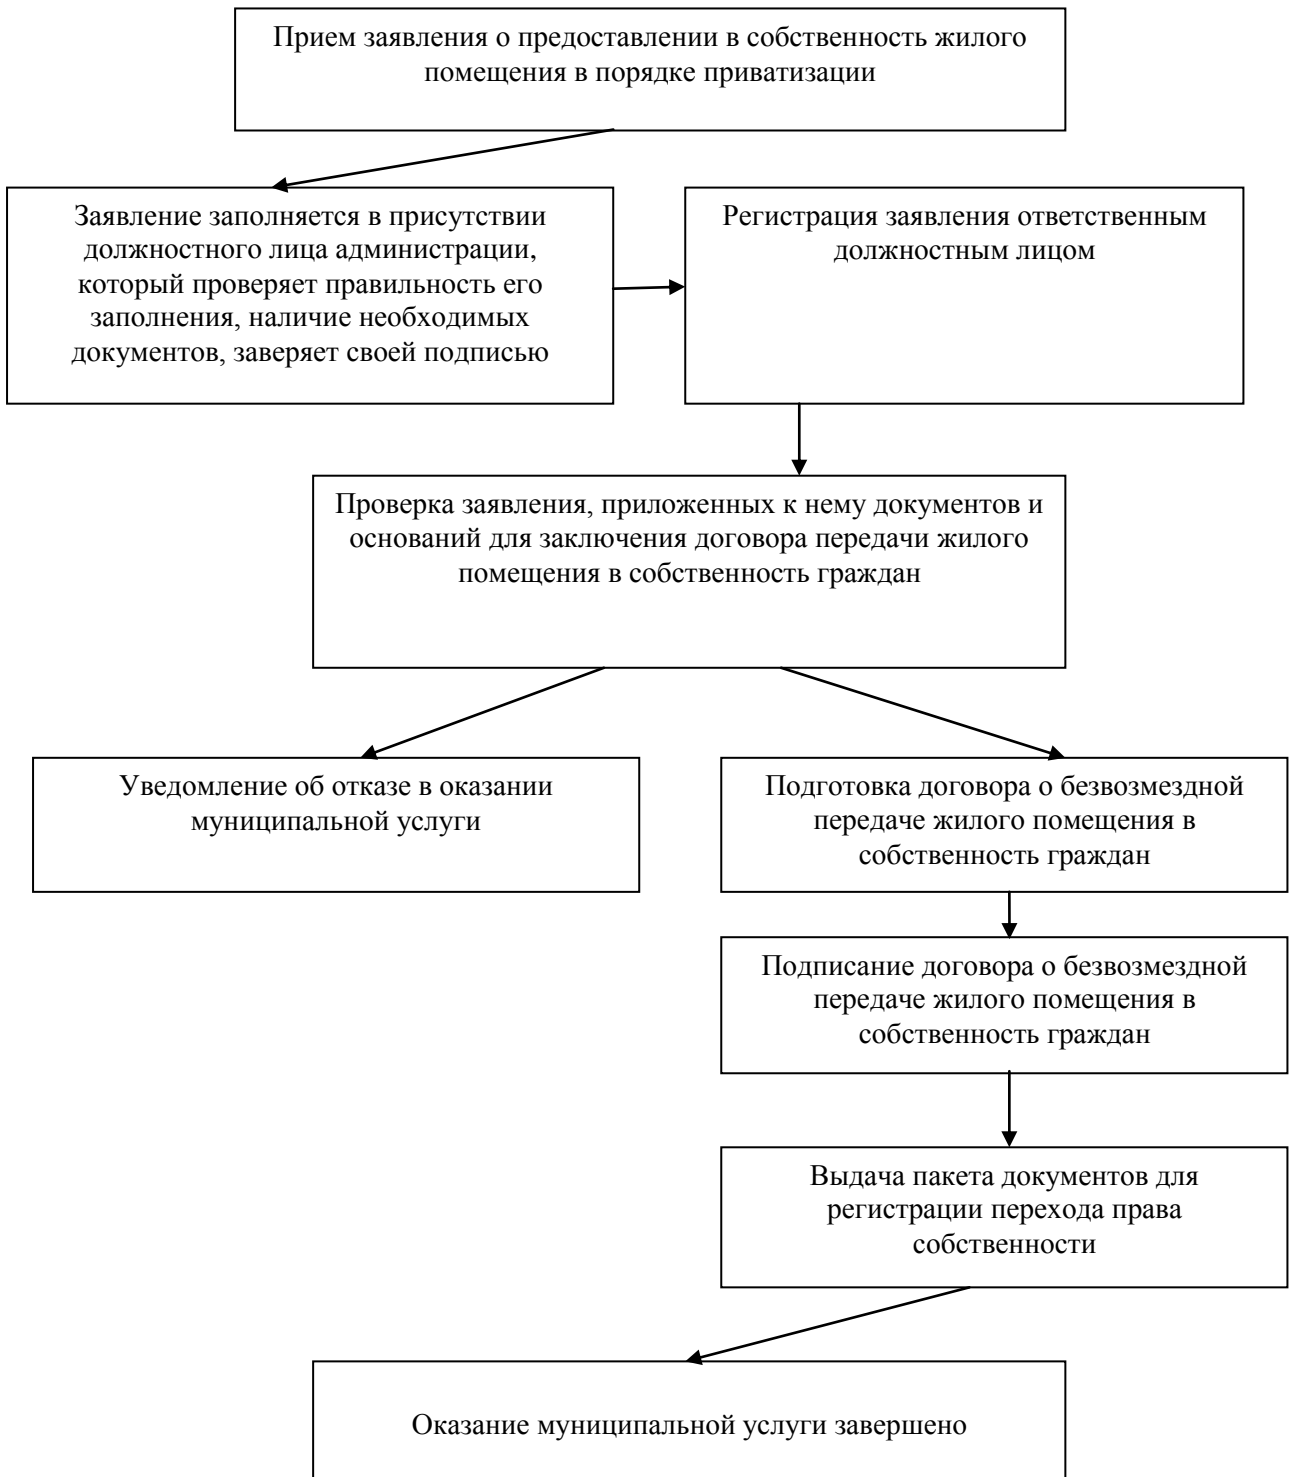 Прием заявления о предоставлении в собственность жилого
помещения в порядке приватизации
Заявление заполняется в присутствии
должностного лица администрации,
который проверяет правильность его
заполнения, наличие необходимых
документов, заверяет своей подписью
Регистрация заявления ответственным
должностным лицом
Проверка заявления, приложенных к нему документов и
оснований для заключения договора передачи жилого
помещения в собственность граждан
Уведомление об отказе в оказании
муниципальной услуги
Подготовка договора о безвозмездной
передаче жилого помещения в
собственность граждан
Подписание договора о безвозмездной
передаче жилого помещения в
собственность граждан
Выдача пакета документов для
регистрации перехода права
собственности
Оказание муниципальной услуги завершено